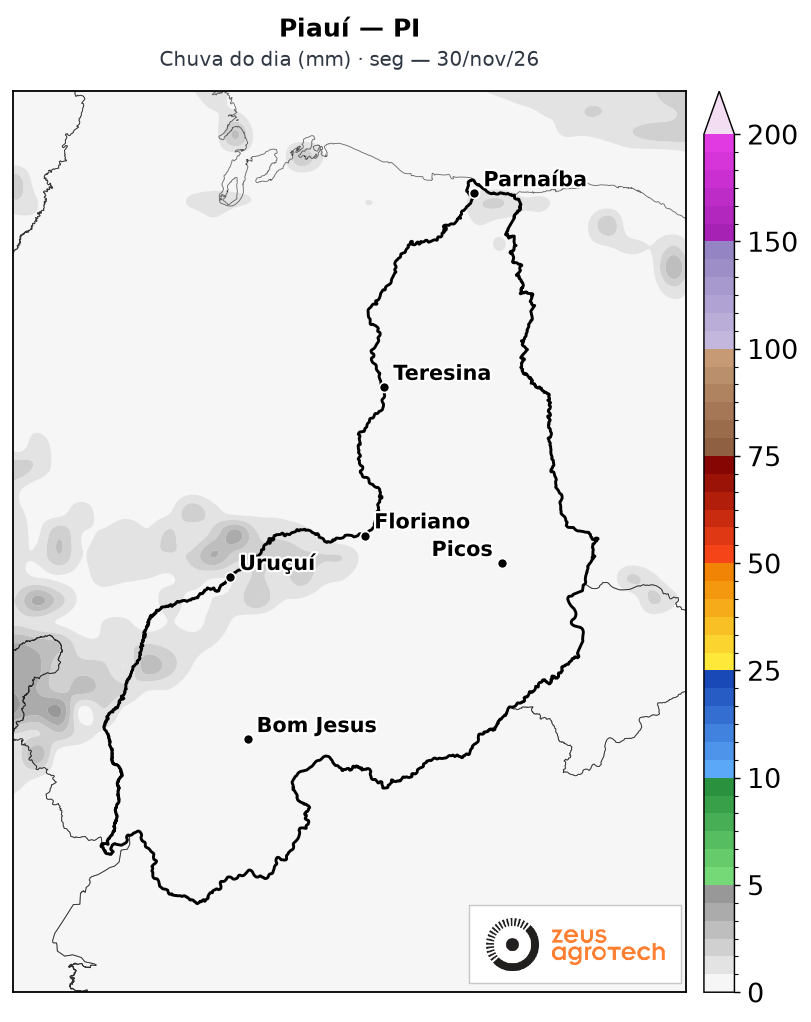 Piauí — PI
Chuva do dia (mm) · seg — 30/nov/26
Parnaíba
Teresina
Floriano
Picos
Uruçuí
Bom Jesus
200
150
100
75
50
25
10
5
0
zeus
agrotech